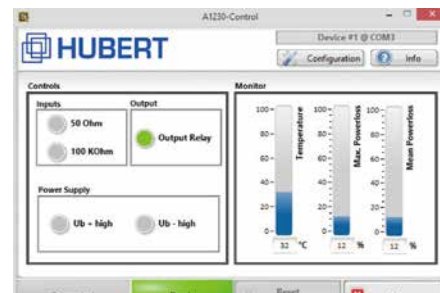 A1230-Control
HUBERT
Device #1 @ COM3
Configuration
Info
Controls
Inputs
50 Ohm
100 KOhm
Output
Output Relay
Power Supply
Ub + high
Ub - high
Monitor
100-
80-
60-
40-
20-
0-
Temperature
32 °C
100-
80-
60-
40-
20-
0-
Max. Powerloss
12 %
100-
80-
60-
40-
20-
0-
Mean Powerloss
12 %